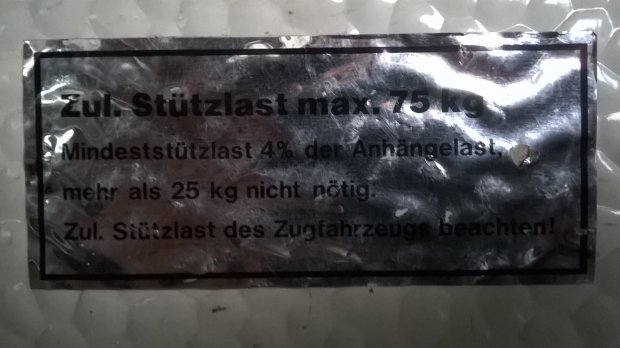 Zul. Stützlast max. 75 kg
Mindeststützlast 4% der Anhängelast,
mehr als 25 kg nicht nötig.
Zul. Stützlast des Zugfahrzeugs beachten!